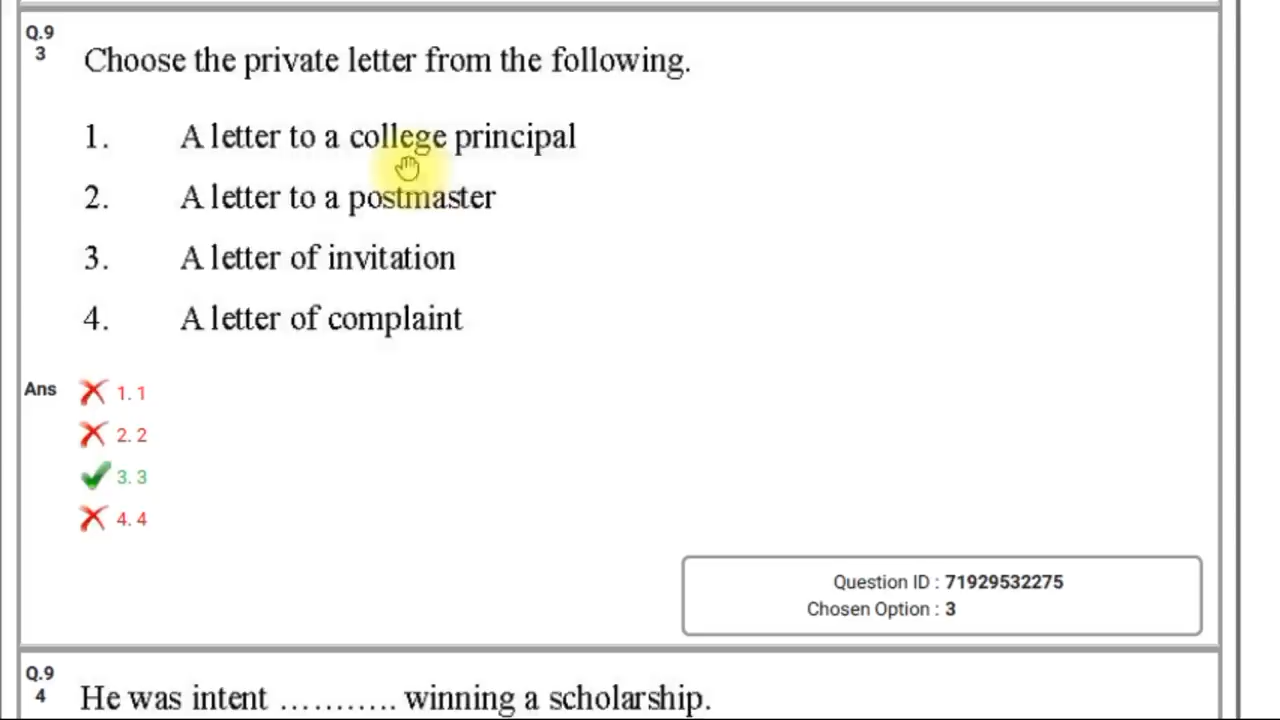 Q.9
3
Choose the private letter from the following.
1. A letter to a college principal
2. A letter to a postmaster
3. A letter of invitation
4. A letter of complaint
Ans
1. 1
2. 2
3. 3
4. 4
Question ID : 71929532275
Chosen Option : 3
Q.9
4
He was intent ........... winning a scholarship.